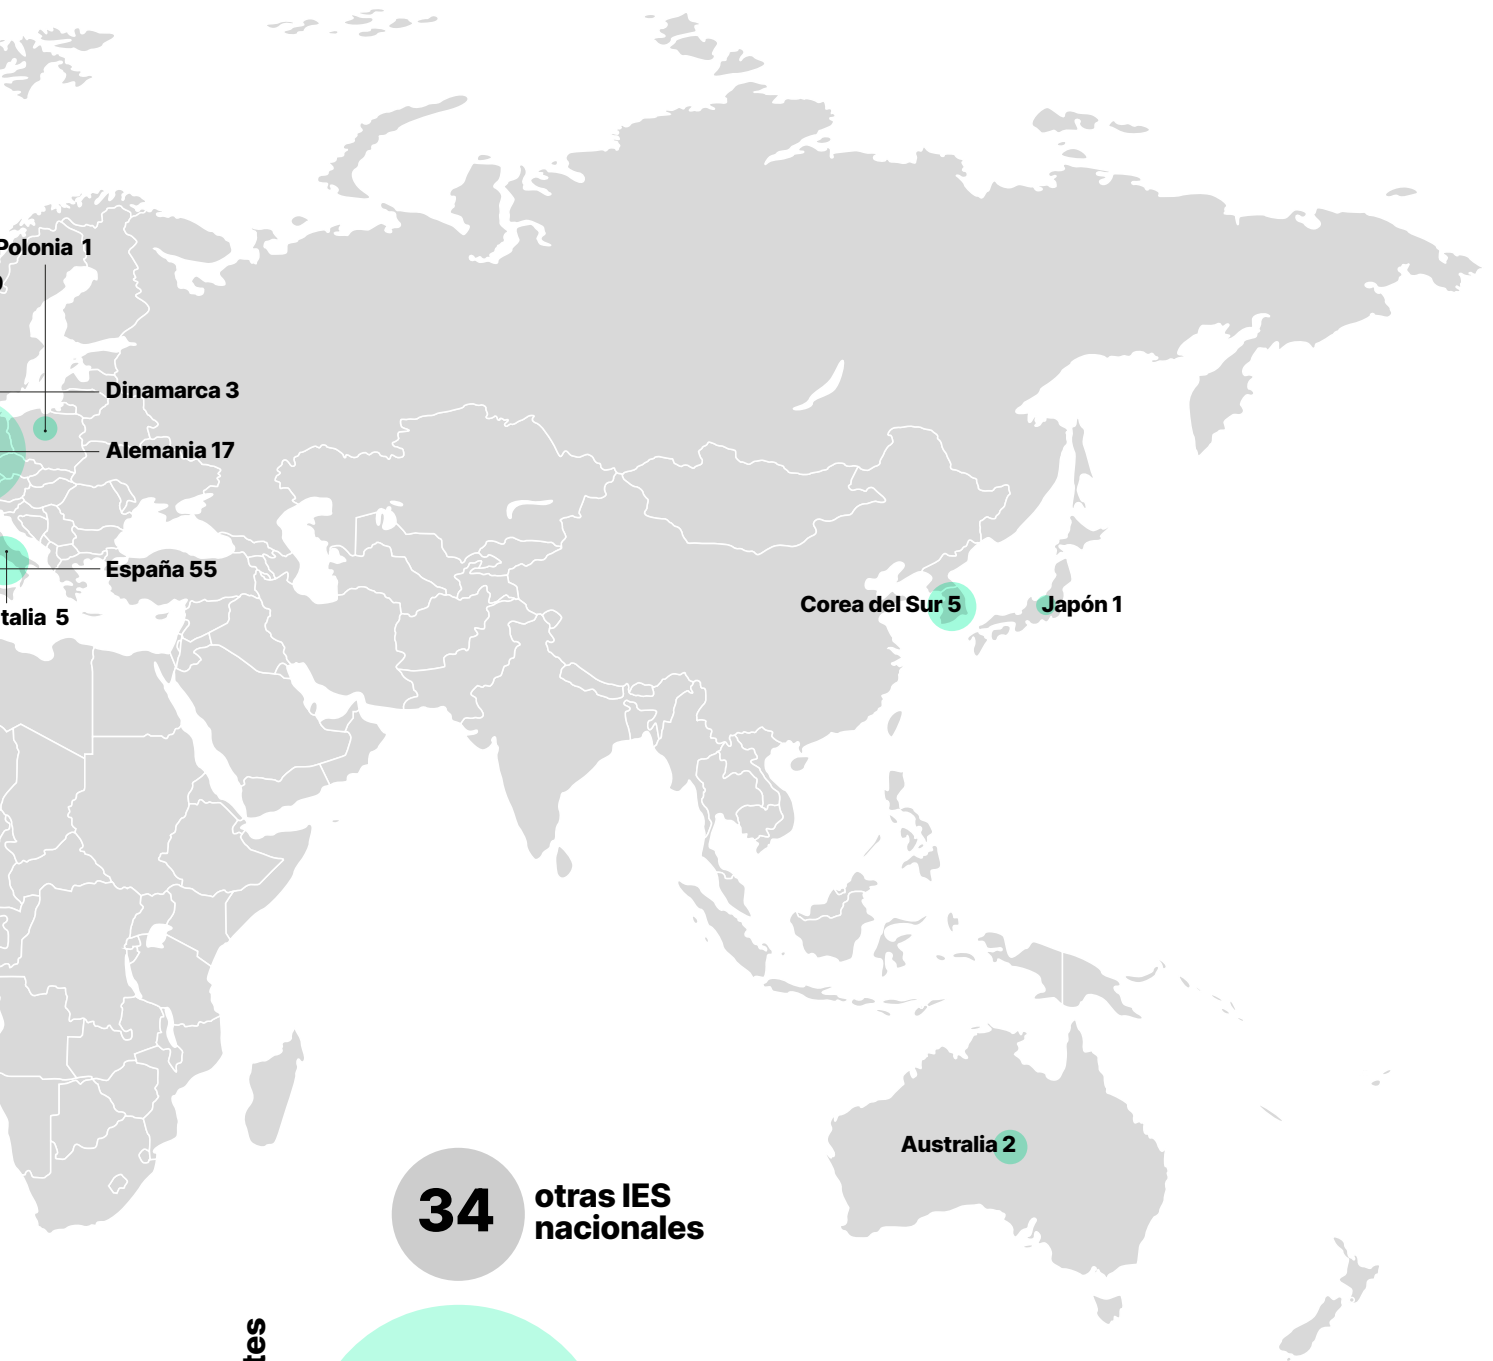 Polonia 1
Dinamarca 3
Alemania 17
España 55
talia 5
Corea del Sur 5
Japón 1
Australia 2
34
otras IES
nacionales
tes